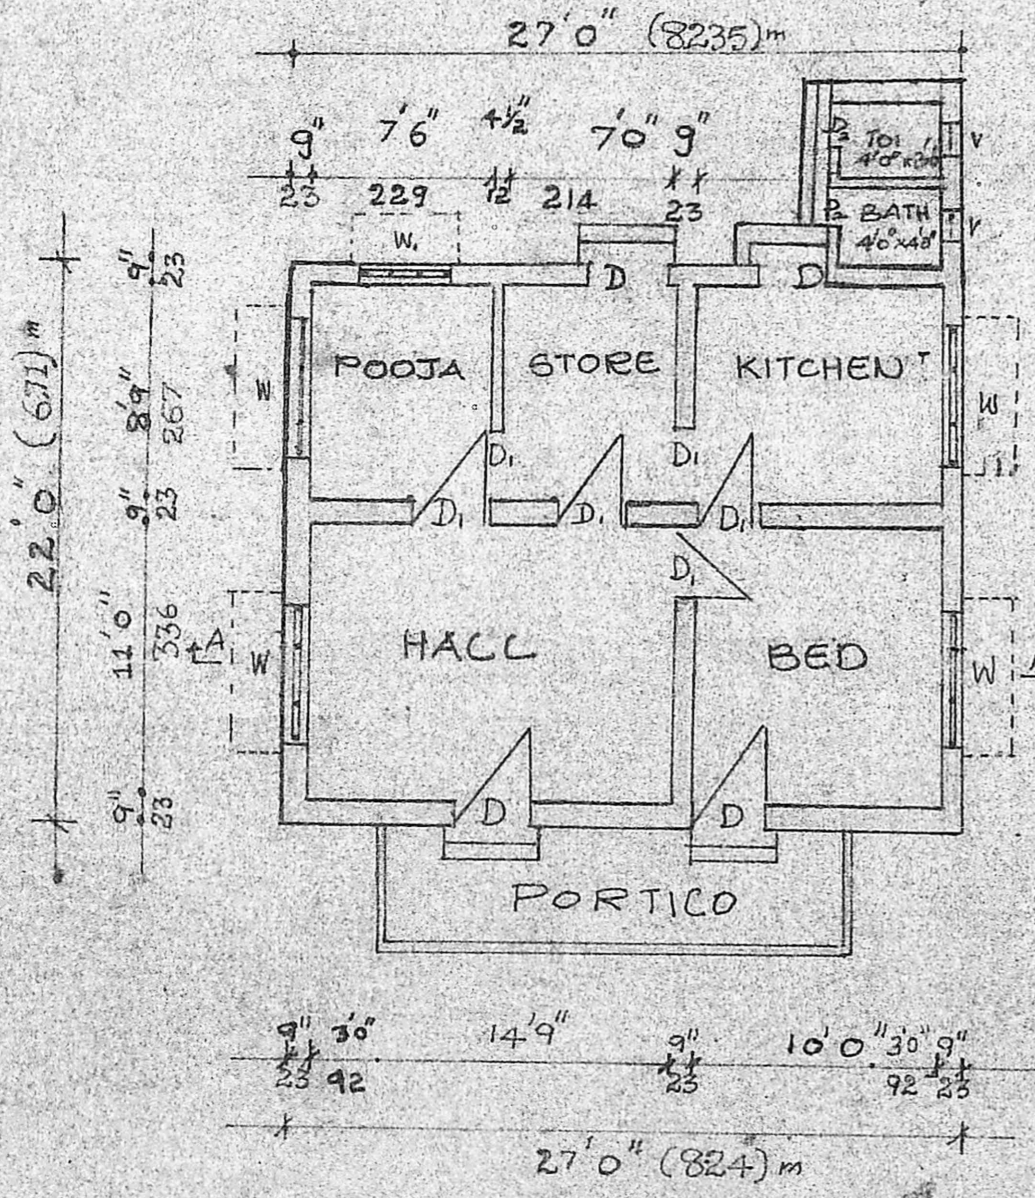 27'0" (8235)m
9" 7'6" 4½" 7'0" 9"
23 229 12 214 23
D2 TOI V
4'0" x 3'0"
D2 BATH V
4'0" x 4'0"
W1
D D
9"
23
22'0" (671)m
8'9"
267
9"
23
11'0"
336
9"
23
POOJA STORE KITCHEN
W W
D1 D1
D1 D1 D1
D1
A
HALL BED
W W
D D
PORTICO
9" 3'0" 14'9" 9" 10'0" 3'0" 9"
23 92 23 92 23
27'0" (824)m